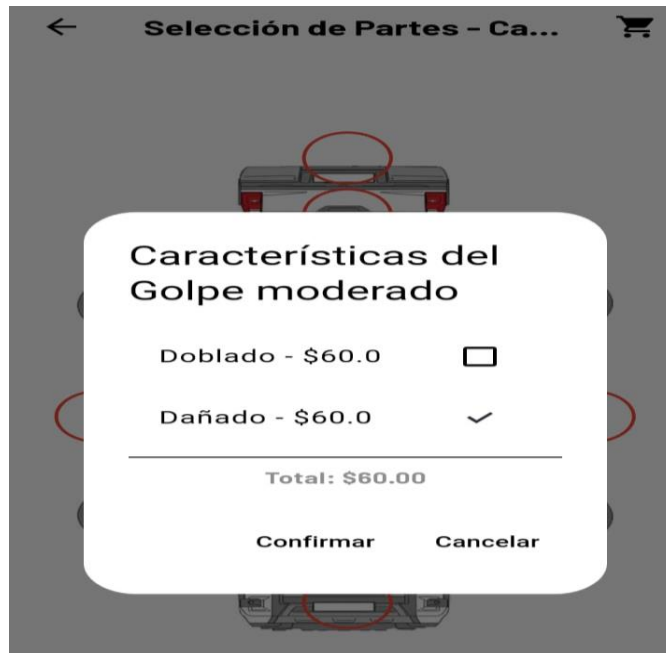 Selección de Partes – Ca...
Características del
Golpe moderado
Doblado - $60.0
Dañado - $60.0
Total: $60.00
Confirmar Cancelar